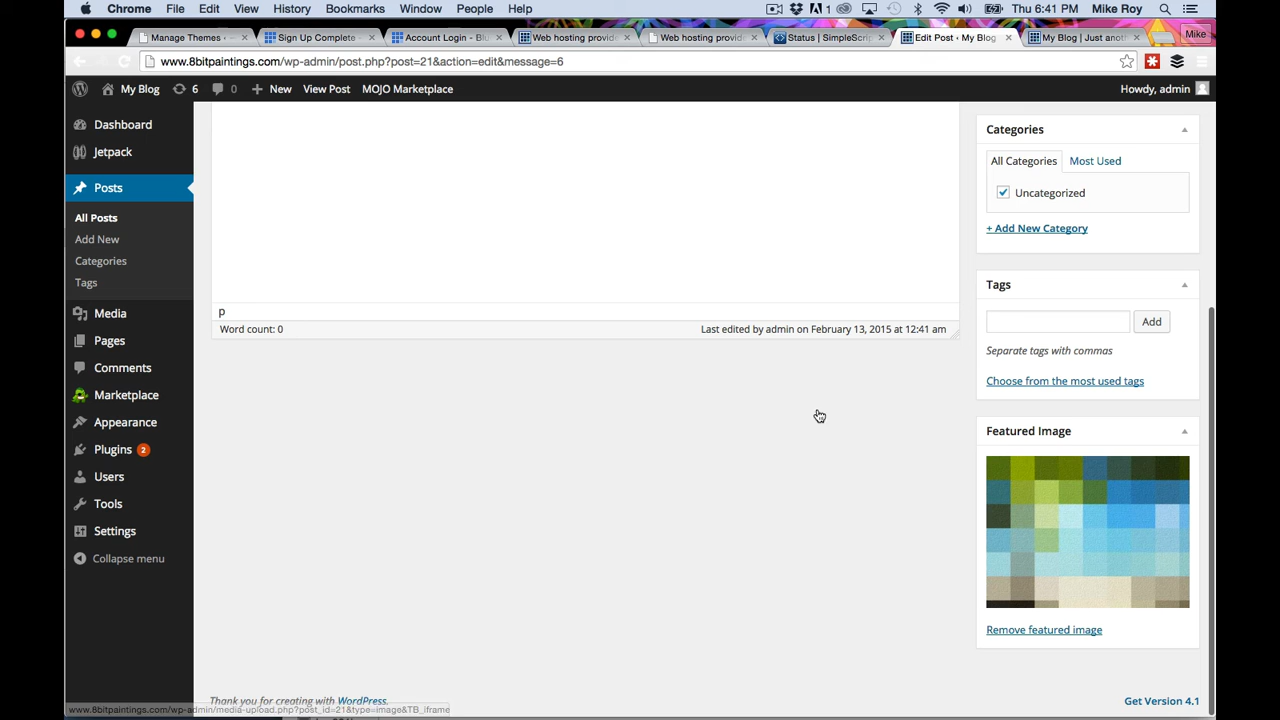 Chrome File Edit View History Bookmarks Window People Help 1 Thu 6:41 PM Mike Roy
Manage Themes ‹ Sign Up Complete - Account Login - Blu Web hosting provid Web hosting provid Status | SimpleScrip Edit Post ‹ My Blog My Blog | Just anot Mike
www.8bitpaintings.com/wp-admin/post.php?post=21&action=edit&message=6
My Blog 6 0 New View Post MOJO Marketplace Howdy, admin
Dashboard
Jetpack
Posts
All Posts
Add New
Categories
Tags
Media
Pages
Comments
Marketplace
Appearance
Plugins 2
Users
Tools
Settings
Collapse menu
p
Word count: 0 Last edited by admin on February 13, 2015 at 12:41 am
Categories
All Categories Most Used
Uncategorized
+ Add New Category
Tags
Add
Separate tags with commas
Choose from the most used tags
Featured Image
Remove featured image
Thank you for creating with WordPress. Get Version 4.1
www.8bitpaintings.com/wp-admin/media-upload.php?post_id=21&type=image&TB_iframe